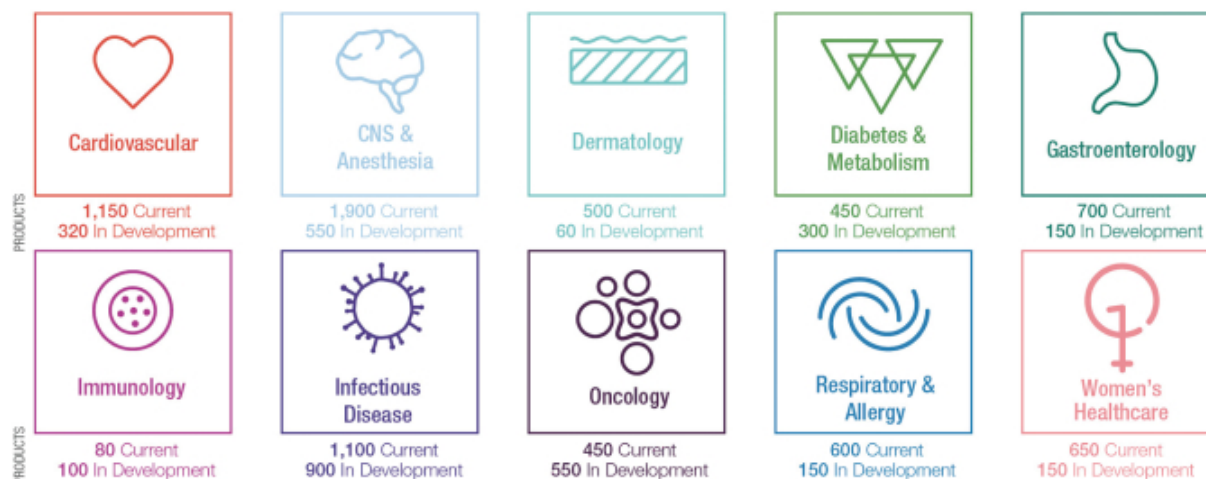 Cardiovascular
CNS &
Anesthesia
Dermatology
Diabetes &
Metabolism
Gastroenterology
PRODUCTS
1,150 Current
320 In Development
1,900 Current
550 In Development
500 Current
60 In Development
450 Current
300 In Development
700 Current
150 In Development
Immunology
Infectious
Disease
Oncology
Respiratory &
Allergy
Women's
Healthcare
PRODUCTS
80 Current
100 In Development
1,100 Current
900 In Development
450 Current
550 In Development
600 Current
150 In Development
650 Current
150 In Development